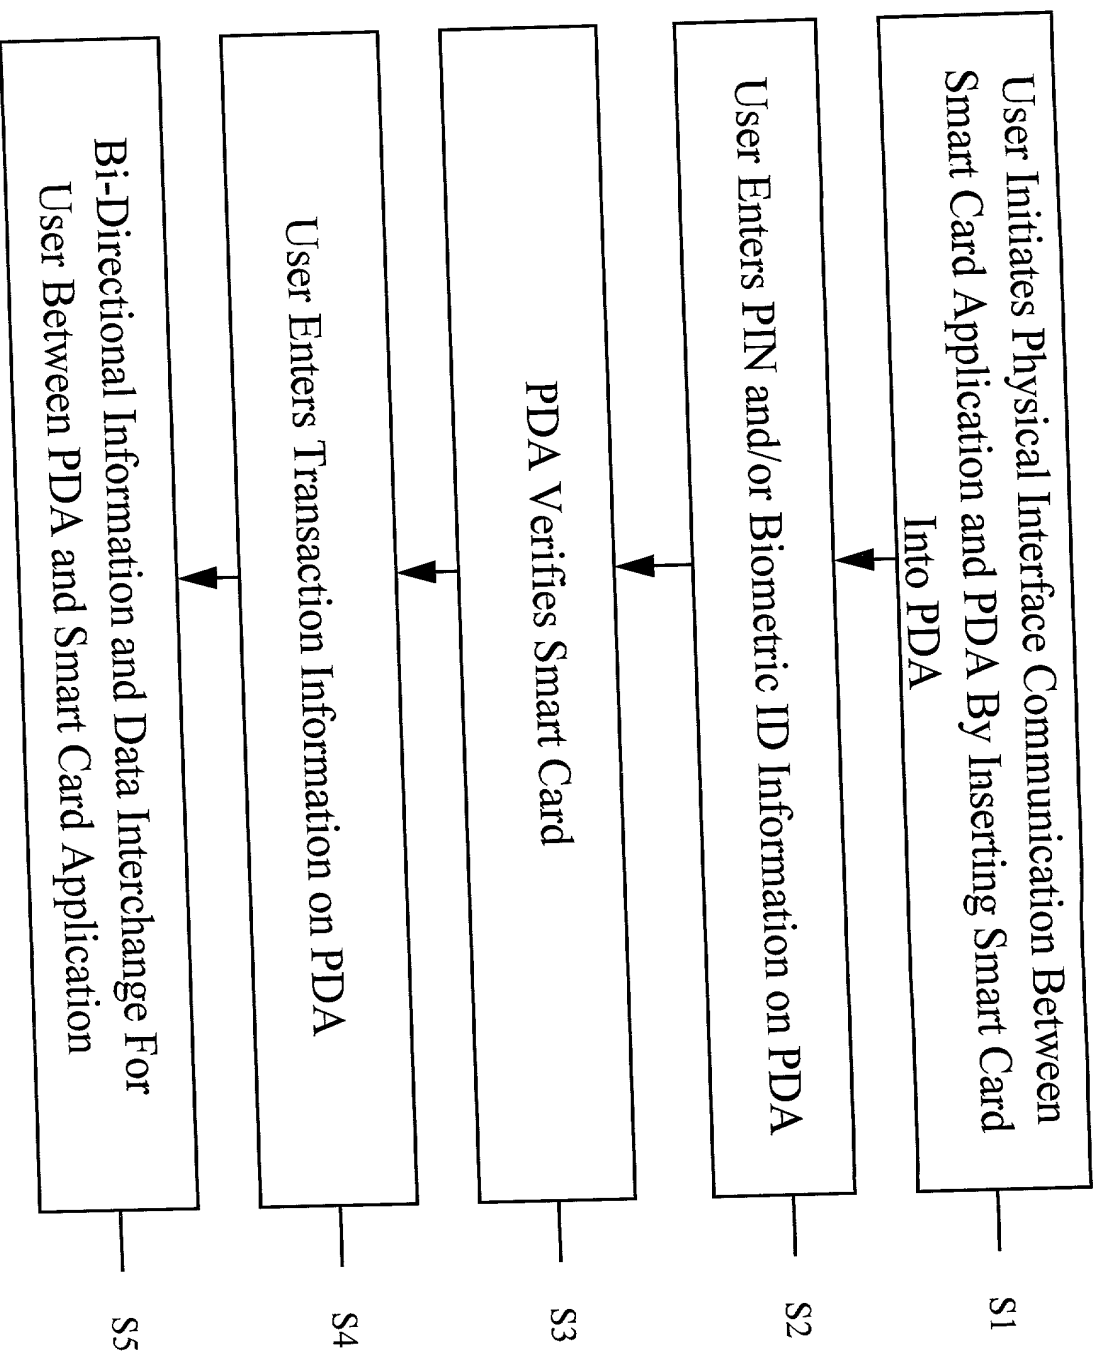 User Initiates Physical Interface Communication Between
Smart Card Application and PDA By Inserting Smart Card
Into PDA
S1
User Enters PIN and/or Biometric ID Information on PDA
S2
PDA Verifies Smart Card
S3
User Enters Transaction Information on PDA
S4
Bi-Directional Information and Data Interchange For
User Between PDA and Smart Card Application
S5